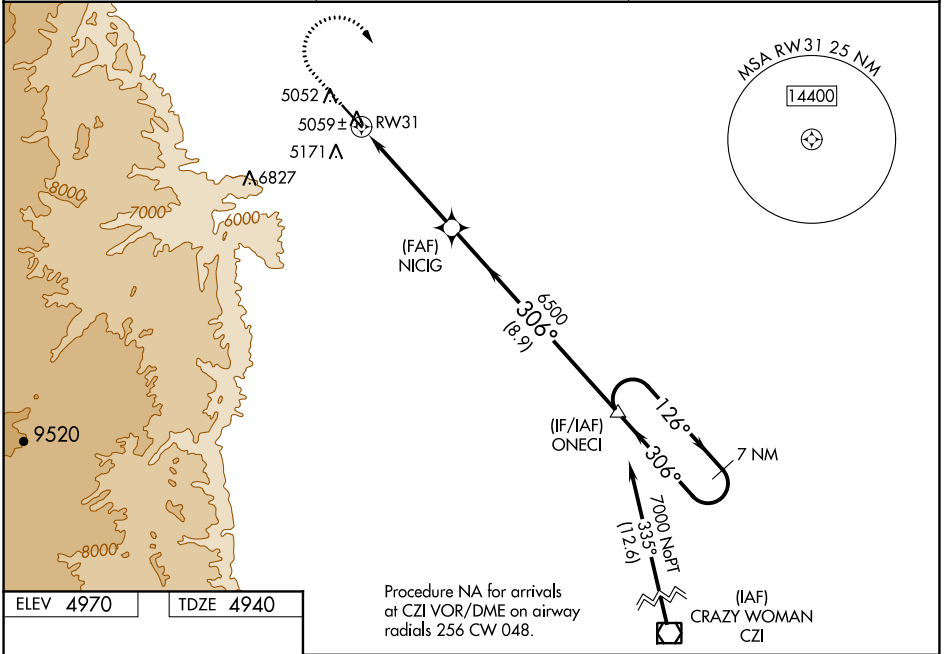 MSA RW31 25 NM
14400
5052
5059± RW31
5171
6827
8000
7000
6000
(FAF)
NICIG
6500
306°
(8.9)
(IF/IAF)
ONECI
126°
306°
7 NM
9520
7000 NoPT
335°
(12.6)
8000
(IAF)
CRAZY WOMAN
CZI
Procedure NA for arrivals
at CZI VOR/DME on airway
radials 256 CW 048.
ELEV 4970
TDZE 4940